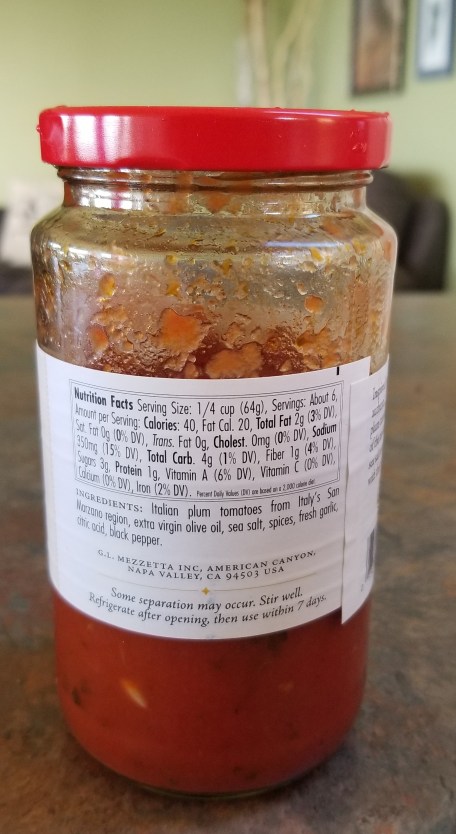 Nutrition Facts Serving Size: 1/4 cup (64g), Servings: About 6,
Amount per Serving: Calories: 40, Fat Cal. 20, Total Fat 2g (3% DV),
Sat. Fat 0g (0% DV), Trans. Fat 0g, Cholest. 0mg (0% DV), Sodium
350mg (15% DV), Total Carb. 4g (1% DV), Fiber 1g (4% DV),
Sugars 3g, Protein 1g, Vitamin A (6% DV), Vitamin C (0% DV),
Calcium (0% DV), Iron (2% DV). Percent Daily Values (DV) are based on a 2,000 calorie diet
INGREDIENTS: Italian plum tomatoes from Italy's San
Marzano region, extra virgin olive oil, sea salt, spices, fresh garlic,
citric acid, black pepper.
G.L. MEZZETTA INC, AMERICAN CANYON,
NAPA VALLEY, CA 94503 USA
Some separation may occur. Stir well.
Refrigerate after opening, then use within 7 days.